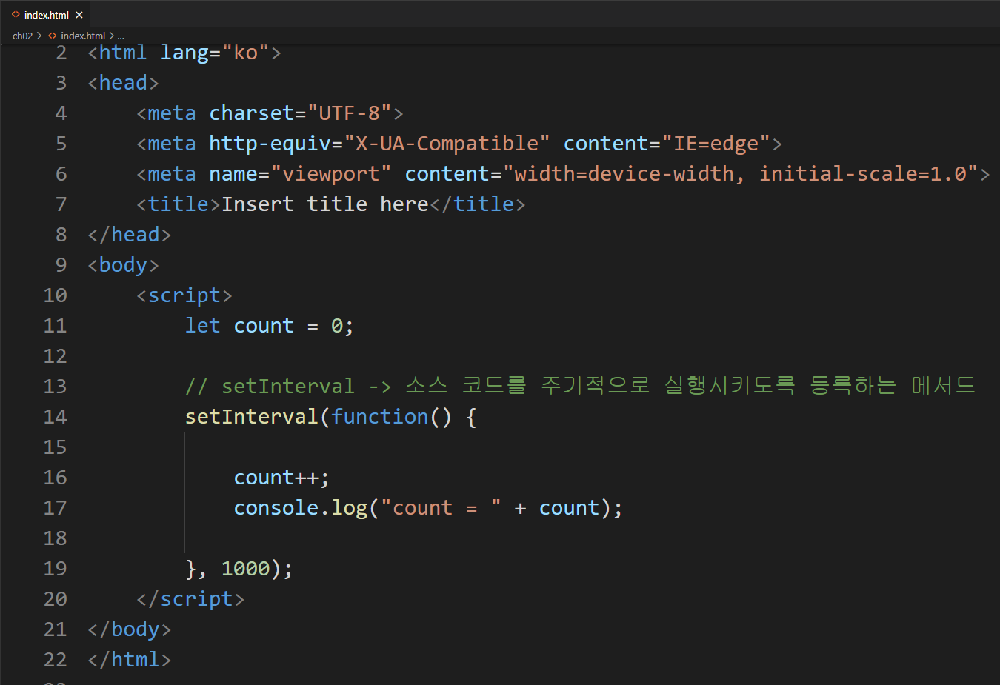 index.html ×
ch02 > <> index.html > ...
2 <html lang="ko">
3 <head>
4     <meta charset="UTF-8">
5     <meta http-equiv="X-UA-Compatible" content="IE=edge">
6     <meta name="viewport" content="width=device-width, initial-scale=1.0">
7     <title>Insert title here</title>
8 </head>
9 <body>
10     <script>
11         let count = 0;
12
13         // setInterval -> 소스 코드를 주기적으로 실행시키도록 등록하는 메서드
14         setInterval(function() {
15
16             count++;
17             console.log("count = " + count);
18
19         }, 1000);
20     </script>
21 </body>
22 </html>